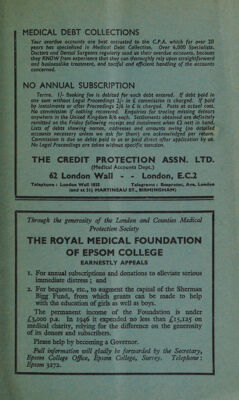 MEDICAL DEBT COLLECTIONS
Your overdue accounts are best entrusted to the C.P.A. which for over 20
years has specialised in Medical Debt Collection. Over 6,000 Specialists,
Doctors and Dental Surgeons regularly send us their overdue accounts, because
they KNOW from experience that they can thoroughly rely upon straightforward
and businesslike treatment, and tactful and efficient handling of the accounts
concerned.
NO ANNUAL SUBSCRIPTION
Terms. 1/- Booking Fee is debited for each debt entered. If debt paid in
one sum without Legal Proceedings 2/- in £ commission is charged. If paid
by instalments or after Proceedings 2/6 in £ is charged. Costs at actual cost.
No commission if nothing recovered.
anywhere in the United Kingdom 8/6 each. Settlements obtained are definitely
remitted on the Friday following receipt and instalments when £5 net in hand.
Lists of debts showing names, addresses and amounts owing (no detailed
accounts necessary unless we ask for them) are acknowledged per return.
Commission is due on debts paid to us or paid direct after application by us.
No Legal Proceedings are taken without specific sanction.
THE CREDIT PROTECTION ASSN. LTD.
(Medical Accounts Dept.)
62 London Wall - - London, E.C.2
Telephone: London Wall 1825 Telegrams: Emprotec, Ave, London
(and at 31) MARTINEAU ST., BIRMINGHAM)
Through the generosity of the London and Counties Medical
Protection Society
THE ROYAL MEDICAL FOUNDATION
OF EPSOM COLLEGE
EARNESTLY APPEALS
1. For annual subscriptions and donations to alleviate serious
immediate distress; and
2. For bequests, etc., to augment the capital of the Sherman
Bigg Fund, from which grants can be made to help
with the education of girls as well as boys.
The permanent income of the Foundation is under
£3,000 p.a. In 1946 it expended no less than £15,125 on
medical charity, relying for the difference on the generosity
of its donors and subscribers.
Please help by becoming a Governor.
Full information will gladly be forwarded by the Secretary,
Epsom College Office, Epsom College, Surrey. Telephone:
Epsom 3272.